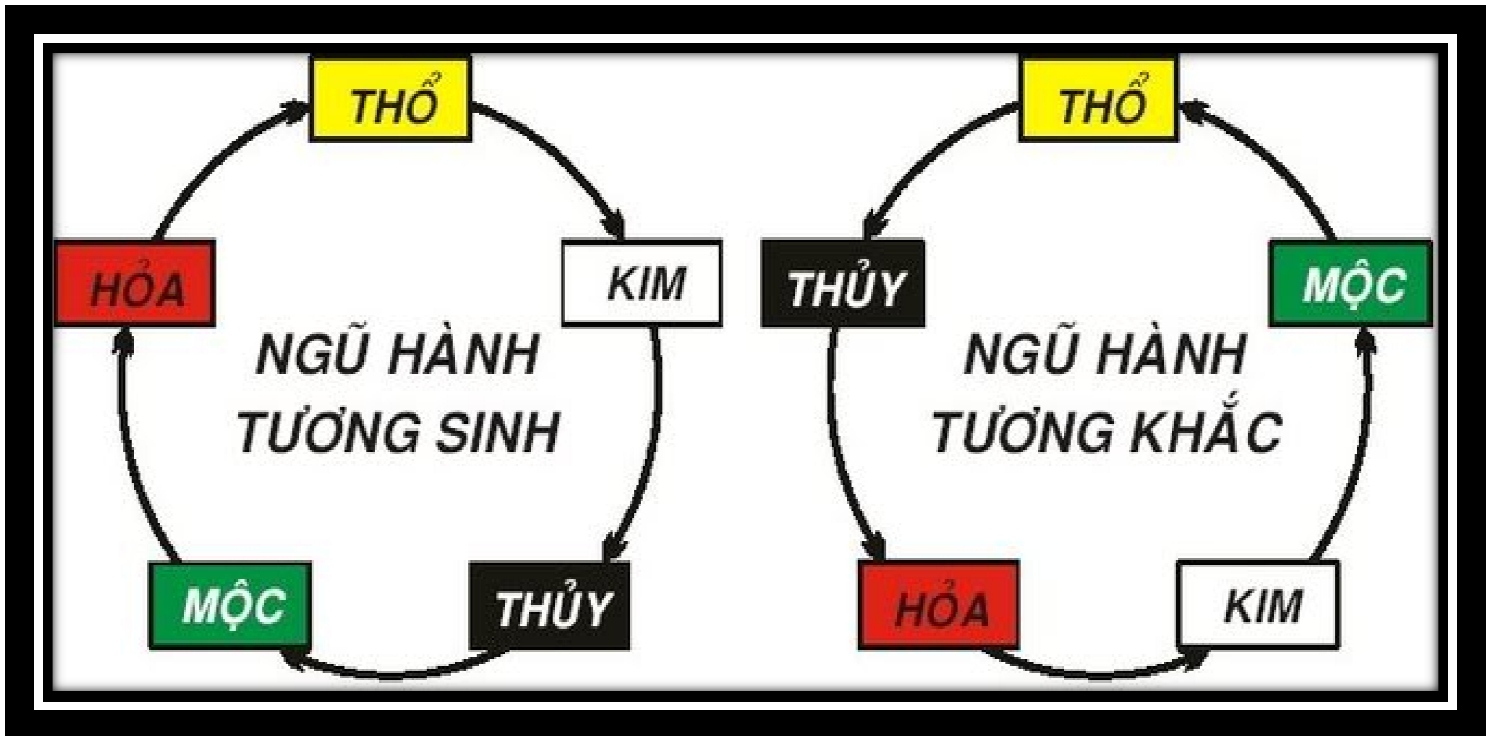 THỔ
HỎA
KIM
NGŨ HÀNH
TƯƠNG SINH
MỘC
THỦY
THỔ
THỦY
MỘC
NGŨ HÀNH
TƯƠNG KHẮC
HỎA
KIM